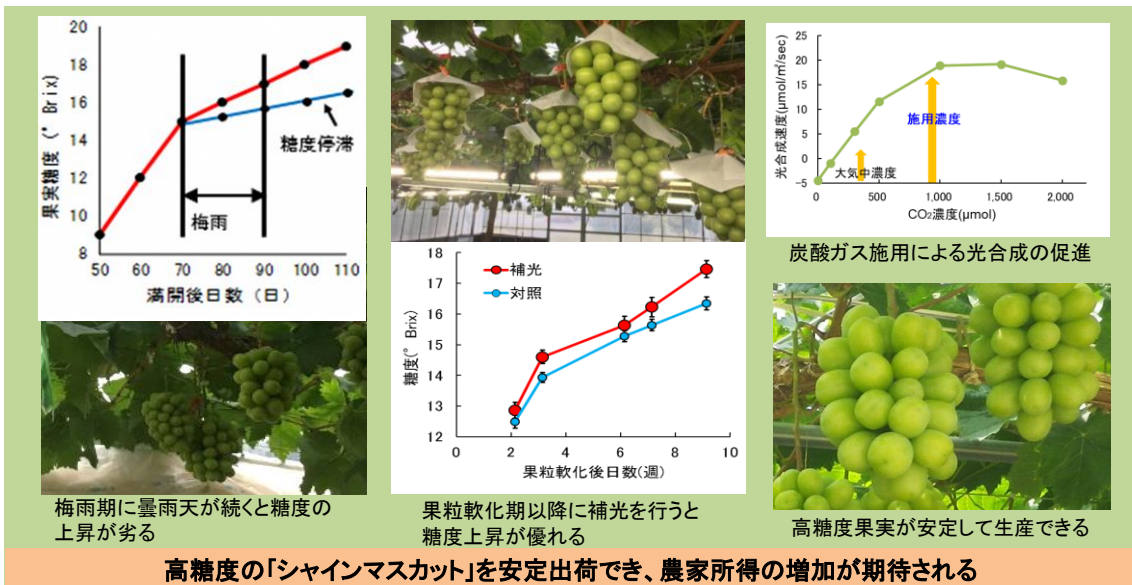 果実糖度(° Brix)
20
18
16
14
12
10
8
糖度停滞
梅雨
50 60 70 80 90 100 110
満開後日数(日)
梅雨期に曇雨天が続くと糖度の
上昇が劣る
糖度(° Brix)
18
17
16
15
14
13
12
補光
対照
0 2 4 6 8 10
果粒軟化後日数(週)
果粒軟化期以降に補光を行うと
糖度上昇が優れる
光合成速度(μmol/㎡/sec)
25
20
15
10
5
0
-5
施用濃度
大気中濃度
0 500 1,000 1,500 2,000
CO₂濃度(μmol)
炭酸ガス施用による光合成の促進
高糖度果実が安定して生産できる
高糖度の「シャインマスカット」を安定出荷でき、農家所得の増加が期待される